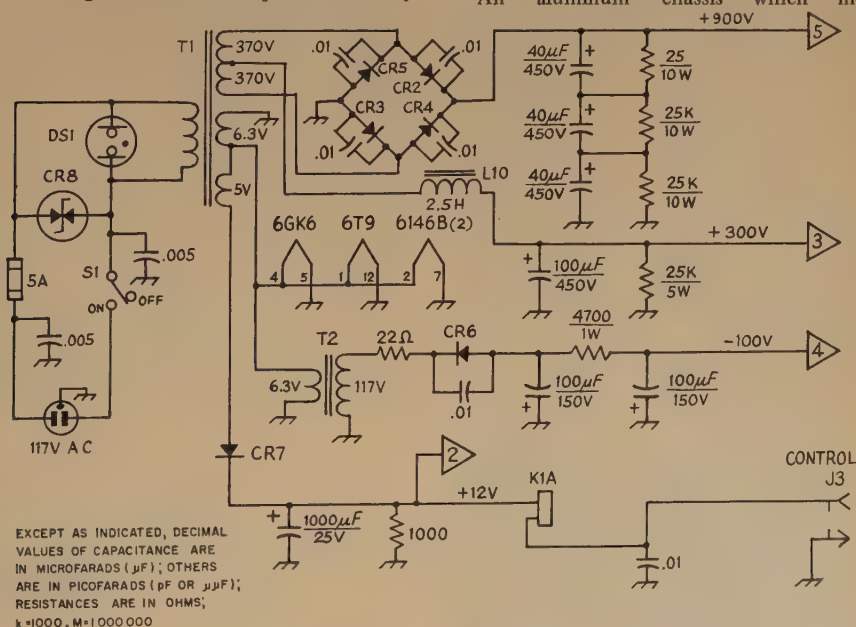 An aluminum chassis which
+900V
5
T1
370V
370V
.01
CR5
.01
CR2
CR3
CR4
.01
.01
40µF
450V
25
10W
40µF
450V
25K
10W
40µF
450V
25K
10W
6.3V
5V
DS1
CR8
5A
.005
S1
OFF
ON
.005
117V AC
L10
2.5H
+300V
3
100µF
450V
25K
5W
6GK6
6T9
6146B(2)
4
5
1
12
2
7
T2
6.3V
117V
22Ω
CR6
.01
4700
1W
-100V
4
100µF
150V
100µF
150V
CR7
2
+12V
1000µF
25V
1000
K1A
.01
CONTROL
J3
EXCEPT AS INDICATED, DECIMAL
VALUES OF CAPACITANCE ARE
IN MICROFARADS (µF); OTHERS
ARE IN PICOFARADS (pF OR µµF);
RESISTANCES ARE IN OHMS;
k=1000, M=1000000